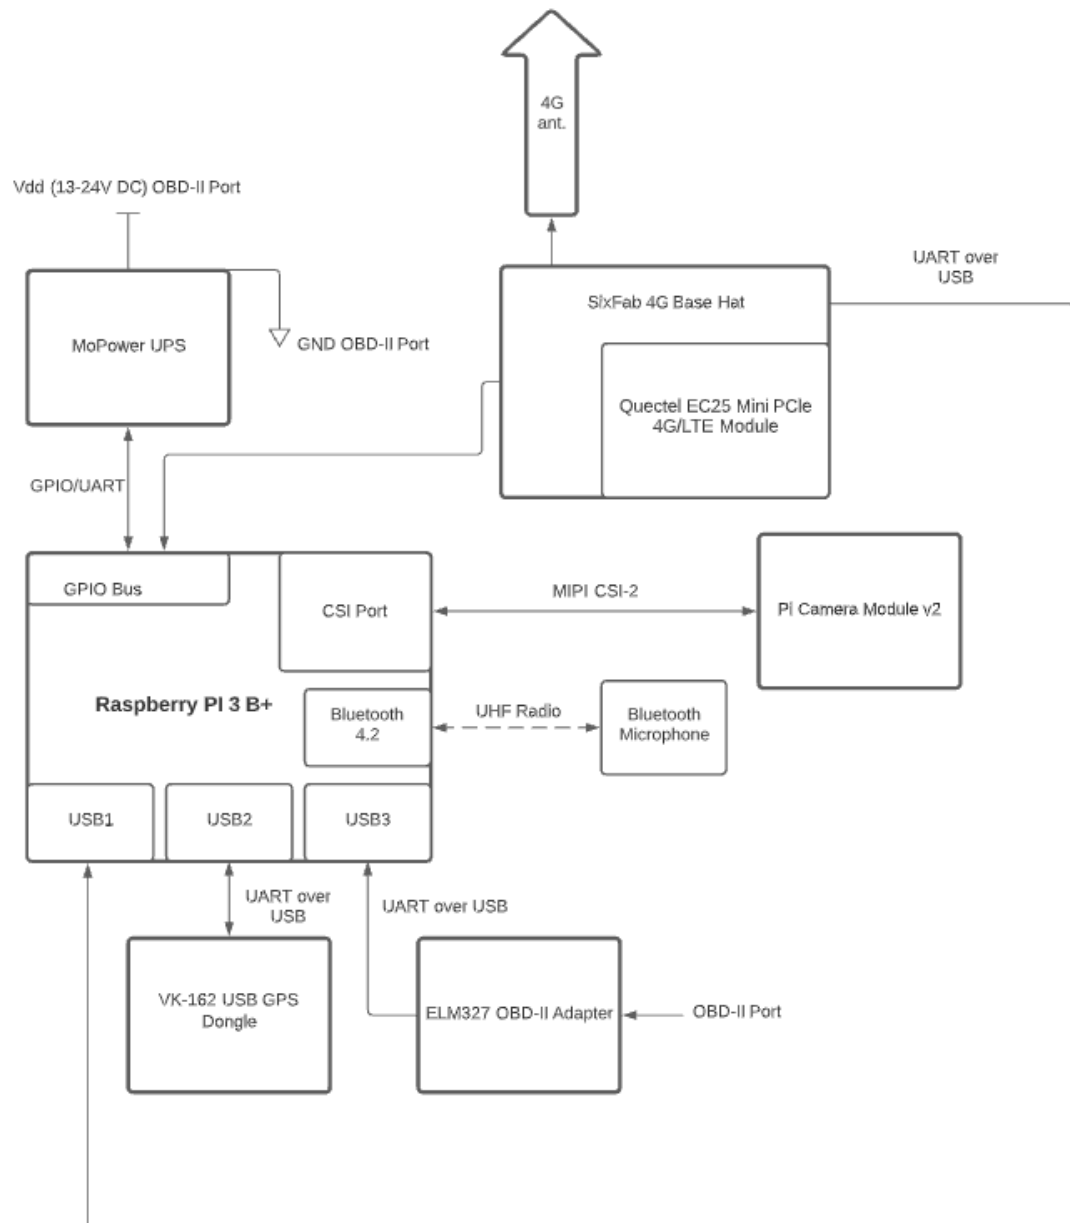 4G
ant.
Vdd (13-24V DC) OBD-II Port
UART over
USB
SixFab 4G Base Hat
MoPower UPS
GND OBD-II Port
Quectel EC25 Mini PCIe
4G/LTE Module
GPIO/UART
GPIO Bus
CSI Port
MIPI CSI-2
Pi Camera Module v2
Raspberry PI 3 B+
Bluetooth
4.2
UHF Radio
Bluetooth
Microphone
USB1
USB2
USB3
UART over
USB
UART over USB
VK-162 USB GPS
Dongle
ELM327 OBD-II Adapter
OBD-II Port